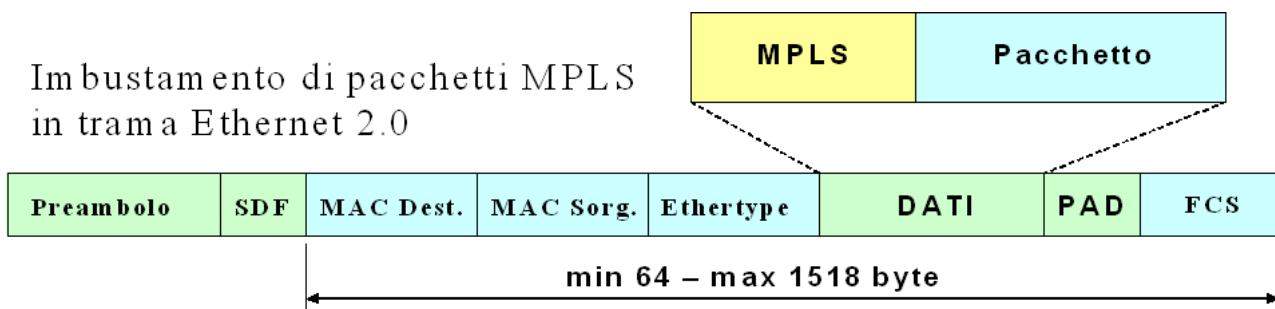 MPLS Pacchetto
Imbustamento di pacchetti MPLS
in trama Ethernet 2.0
Preambolo SDF MAC Dest. MAC Sorg. Ethertype DATI PAD FCS
min 64 – max 1518 byte